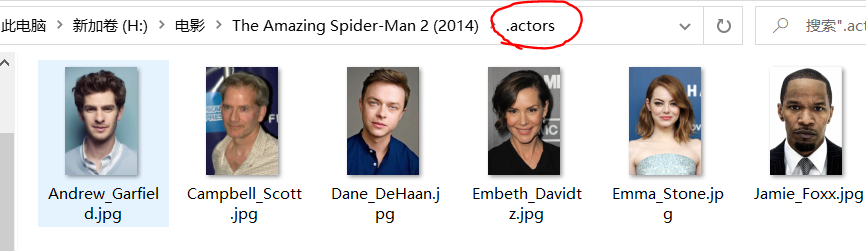 此电脑 新加卷 (H:) 电影 The Amazing Spider-Man 2 (2014) .actors 搜索".ac
Andrew_Garfiel Campbell_Scott Dane_DeHaan.j Embeth_Davidt Emma_Stone.jp Jamie_Foxx.jpg
d.jpg .jpg pg z.jpg g